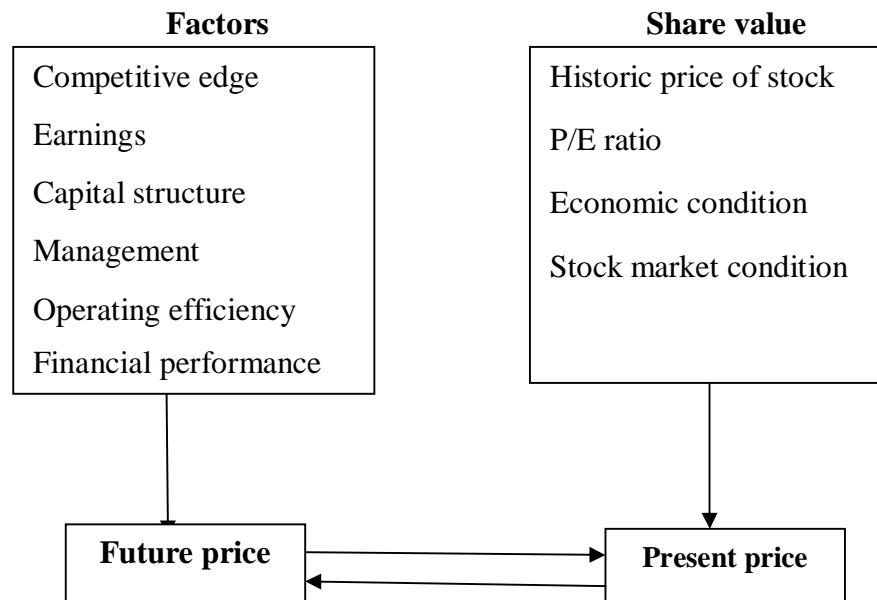 Factors
Competitive edge
Earnings
Capital structure
Management
Operating efficiency
Financial performance
Share value
Historic price of stock
P/E ratio
Economic condition
Stock market condition
Future price
Present price